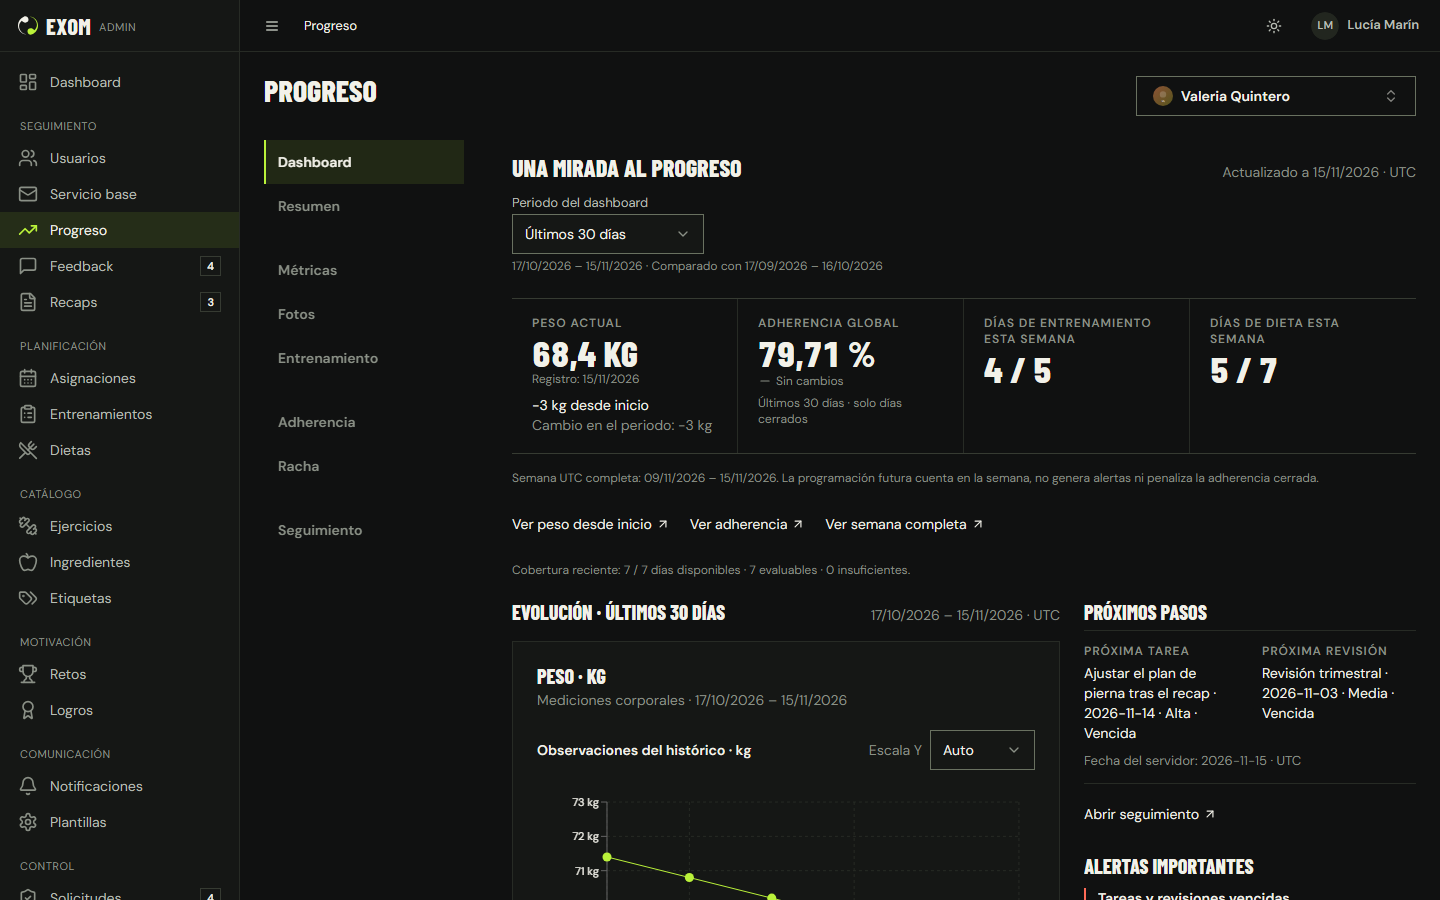 EXOM ADMIN
Progreso
LM
Lucía Marín
Dashboard
SEGUIMIENTO
Usuarios
Servicio base
Progreso
Feedback 4
Recaps 3
PLANIFICACIÓN
Asignaciones
Entrenamientos
Dietas
CATÁLOGO
Ejercicios
Ingredientes
Etiquetas
MOTIVACIÓN
Retos
Logros
COMUNICACIÓN
Notificaciones
Plantillas
CONTROL
Solicitudes 4
PROGRESO
Valeria Quintero
Dashboard
Resumen
Métricas
Fotos
Entrenamiento
Adherencia
Racha
Seguimiento
UNA MIRADA AL PROGRESO
Actualizado a 15/11/2026 · UTC
Periodo del dashboard
Últimos 30 días
17/10/2026 – 15/11/2026 · Comparado con 17/09/2026 – 16/10/2026
PESO ACTUAL
68,4 KG
Registro: 15/11/2026
-3 kg desde inicio
Cambio en el periodo: -3 kg
ADHERENCIA GLOBAL
79,71 %
— Sin cambios
Últimos 30 días · solo días
cerrados
DÍAS DE ENTRENAMIENTO
ESTA SEMANA
4 / 5
DÍAS DE DIETA ESTA
SEMANA
5 / 7
Semana UTC completa: 09/11/2026 – 15/11/2026. La programación futura cuenta en la semana, no genera alertas ni penaliza la adherencia cerrada.
Ver peso desde inicio
Ver adherencia
Ver semana completa
Cobertura reciente: 7 / 7 días disponibles · 7 evaluables · 0 insuficientes.
EVOLUCIÓN · ÚLTIMOS 30 DÍAS
17/10/2026 – 15/11/2026 · UTC
PESO · KG
Mediciones corporales · 17/10/2026 – 15/11/2026
Observaciones del histórico · kg
Escala Y
Auto
73 kg
72 kg
71 kg
PRÓXIMOS PASOS
PRÓXIMA TAREA
Ajustar el plan de
pierna tras el recap ·
2026-11-14 · Alta ·
Vencida
PRÓXIMA REVISIÓN
Revisión trimestral ·
2026-11-03 · Media ·
Vencida
Fecha del servidor: 2026-11-15 · UTC
Abrir seguimiento
ALERTAS IMPORTANTES
Tareas y revisiones vencidas